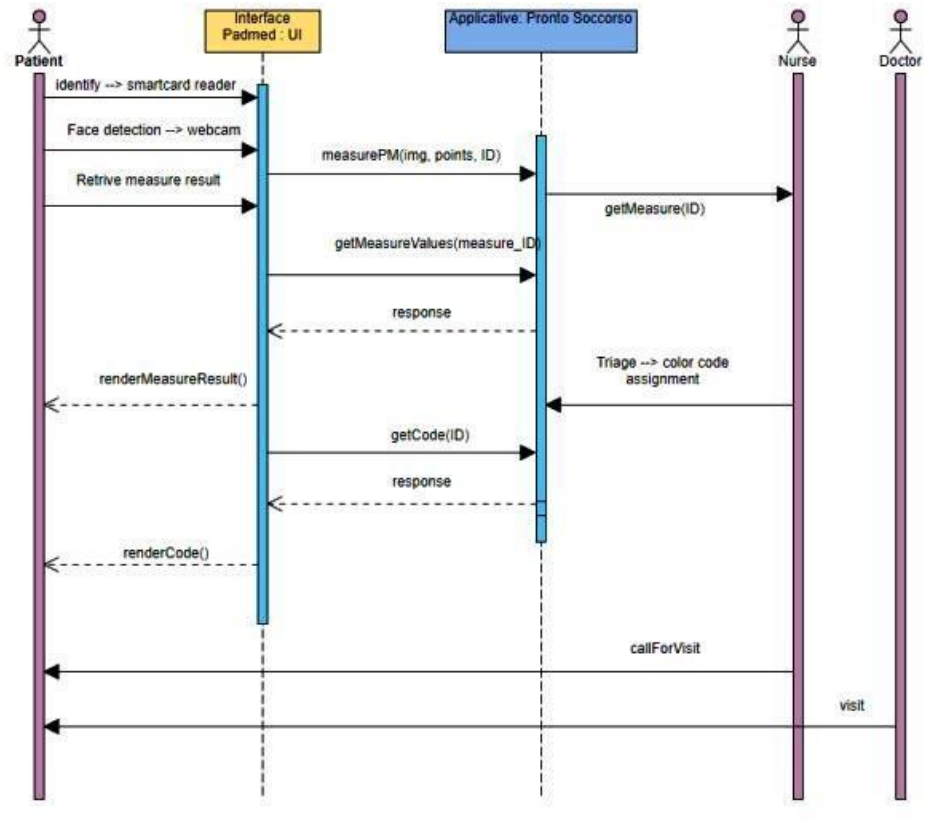 Interface
Padmed : UI
Applicative: Pronto Soccorso
Patient
Nurse
Doctor
identify --> smartcard reader
Face detection --> webcam
measurePM(img, points, ID)
Retrive measure result
getMeasure(ID)
getMeasureValues(measure_ID)
response
Triage --> color code
assignment
renderMeasureResult()
getCode(ID)
response
renderCode()
callForVisit
visit